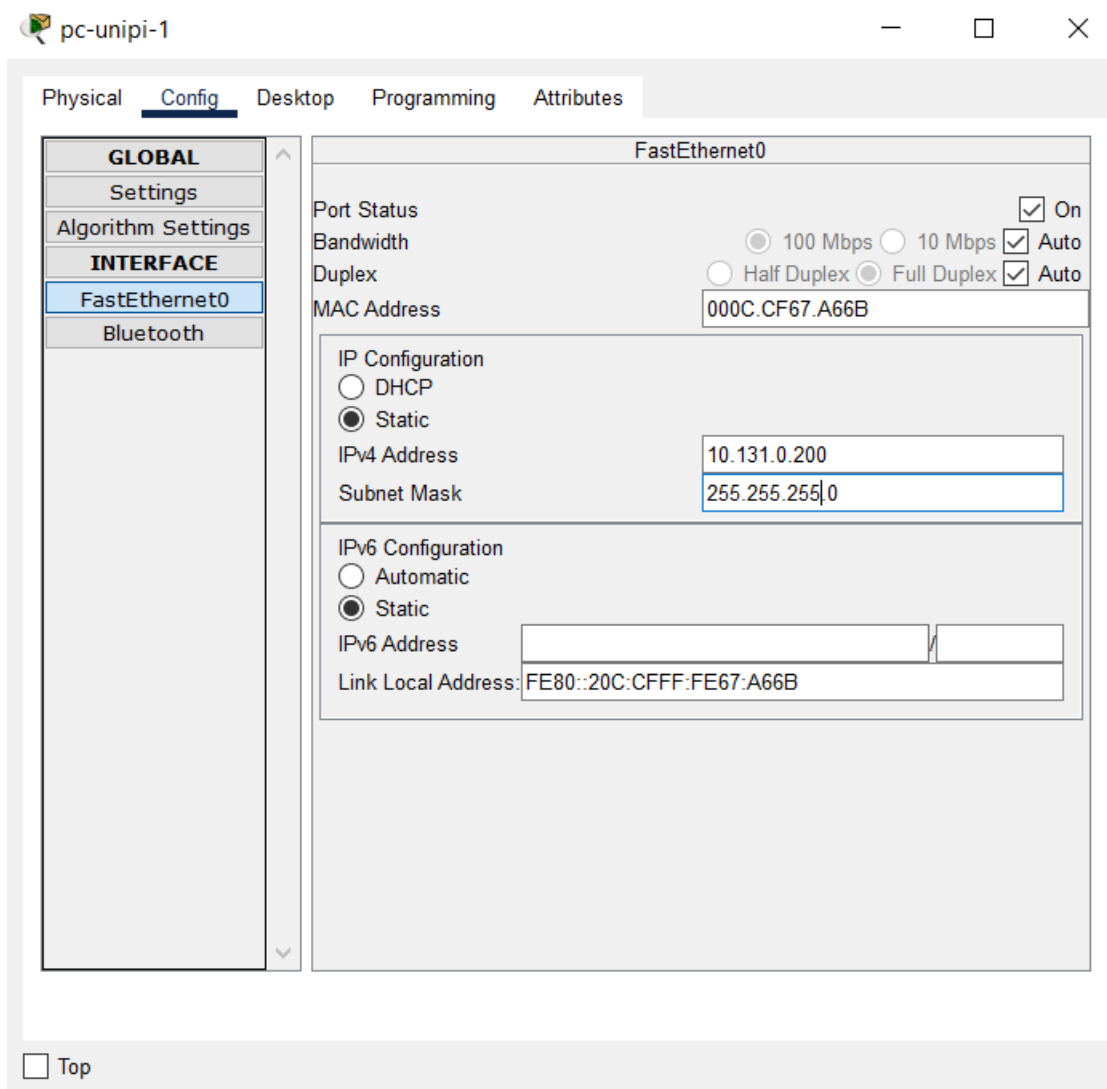 pc-unipi-1
Physical Config Desktop Programming Attributes
GLOBAL
Settings
Algorithm Settings
INTERFACE
FastEthernet0
Bluetooth
FastEthernet0
Port Status On
Bandwidth 100 Mbps 10 Mbps Auto
Duplex Half Duplex Full Duplex Auto
MAC Address 000C.CF67.A66B
IP Configuration
DHCP
Static
IPv4 Address 10.131.0.200
Subnet Mask 255.255.255.0
IPv6 Configuration
Automatic
Static
IPv6 Address /
Link Local Address: FE80::20C:CFFF:FE67:A66B
Top